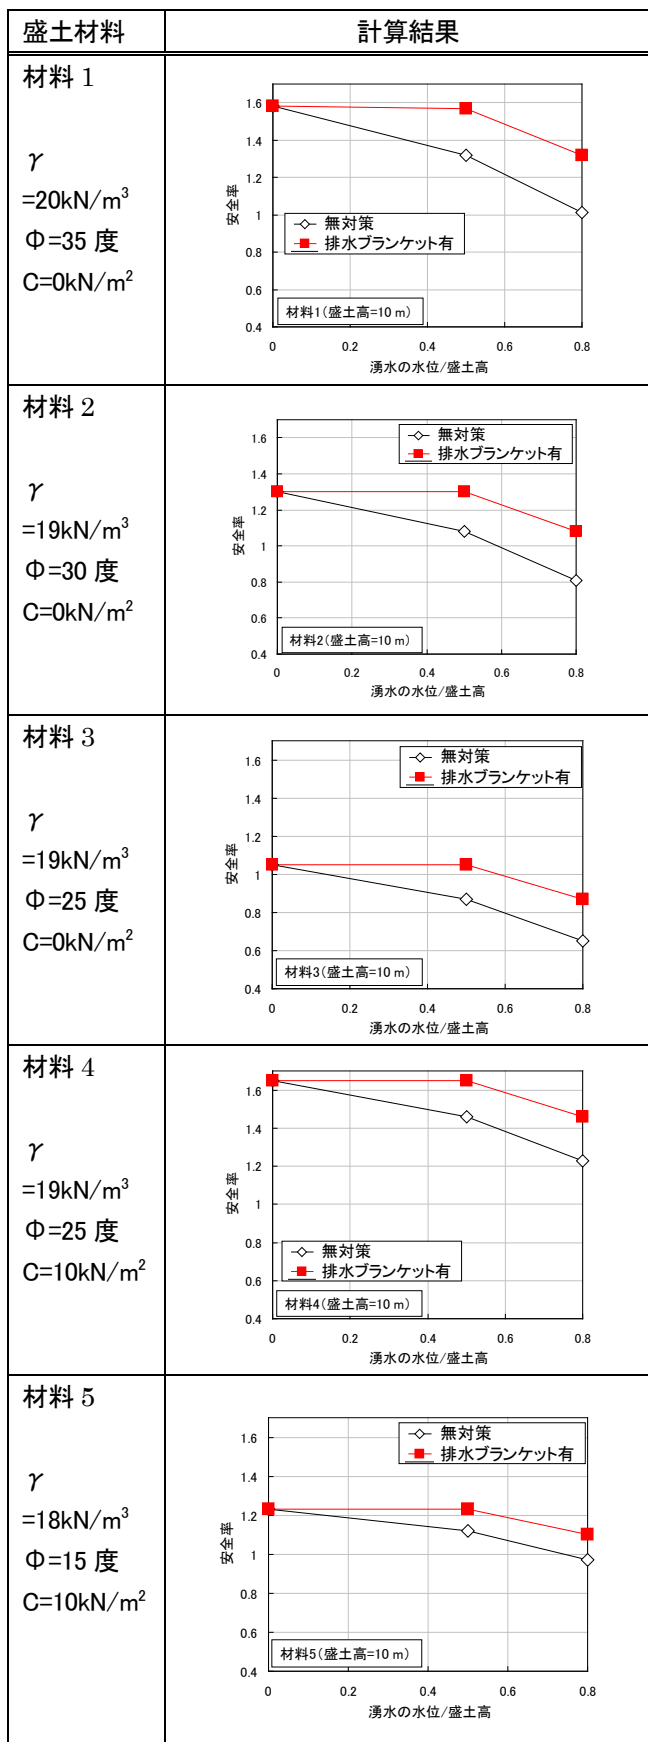 盛土材料 計算結果
材料 1
γ
=20kN/m³
Φ=35 度
C=0kN/m²
1.6
1.4
1.2
1
0.8
0.6
0.4
安全率
無対策
排水ブランケット有
材料1(盛土高=10 m)
0 0.2 0.4 0.6 0.8
湧水の水位/盛土高
材料 2
γ
=19kN/m³
Φ=30 度
C=0kN/m²
1.6
1.4
1.2
1
0.8
0.6
0.4
安全率
無対策
排水ブランケット有
材料2(盛土高=10 m)
0 0.2 0.4 0.6 0.8
湧水の水位/盛土高
材料 3
γ
=19kN/m³
Φ=25 度
C=0kN/m²
1.6
1.4
1.2
1
0.8
0.6
0.4
安全率
無対策
排水ブランケット有
材料3(盛土高=10 m)
0 0.2 0.4 0.6 0.8
湧水の水位/盛土高
材料 4
γ
=19kN/m³
Φ=25 度
C=10kN/m²
1.6
1.4
1.2
1
0.8
0.6
0.4
安全率
無対策
排水ブランケット有
材料4(盛土高=10 m)
0 0.2 0.4 0.6 0.8
湧水の水位/盛土高
材料 5
γ
=18kN/m³
Φ=15 度
C=10kN/m²
1.6
1.4
1.2
1
0.8
0.6
0.4
安全率
無対策
排水ブランケット有
材料5(盛土高=10 m)
0 0.2 0.4 0.6 0.8
湧水の水位/盛土高